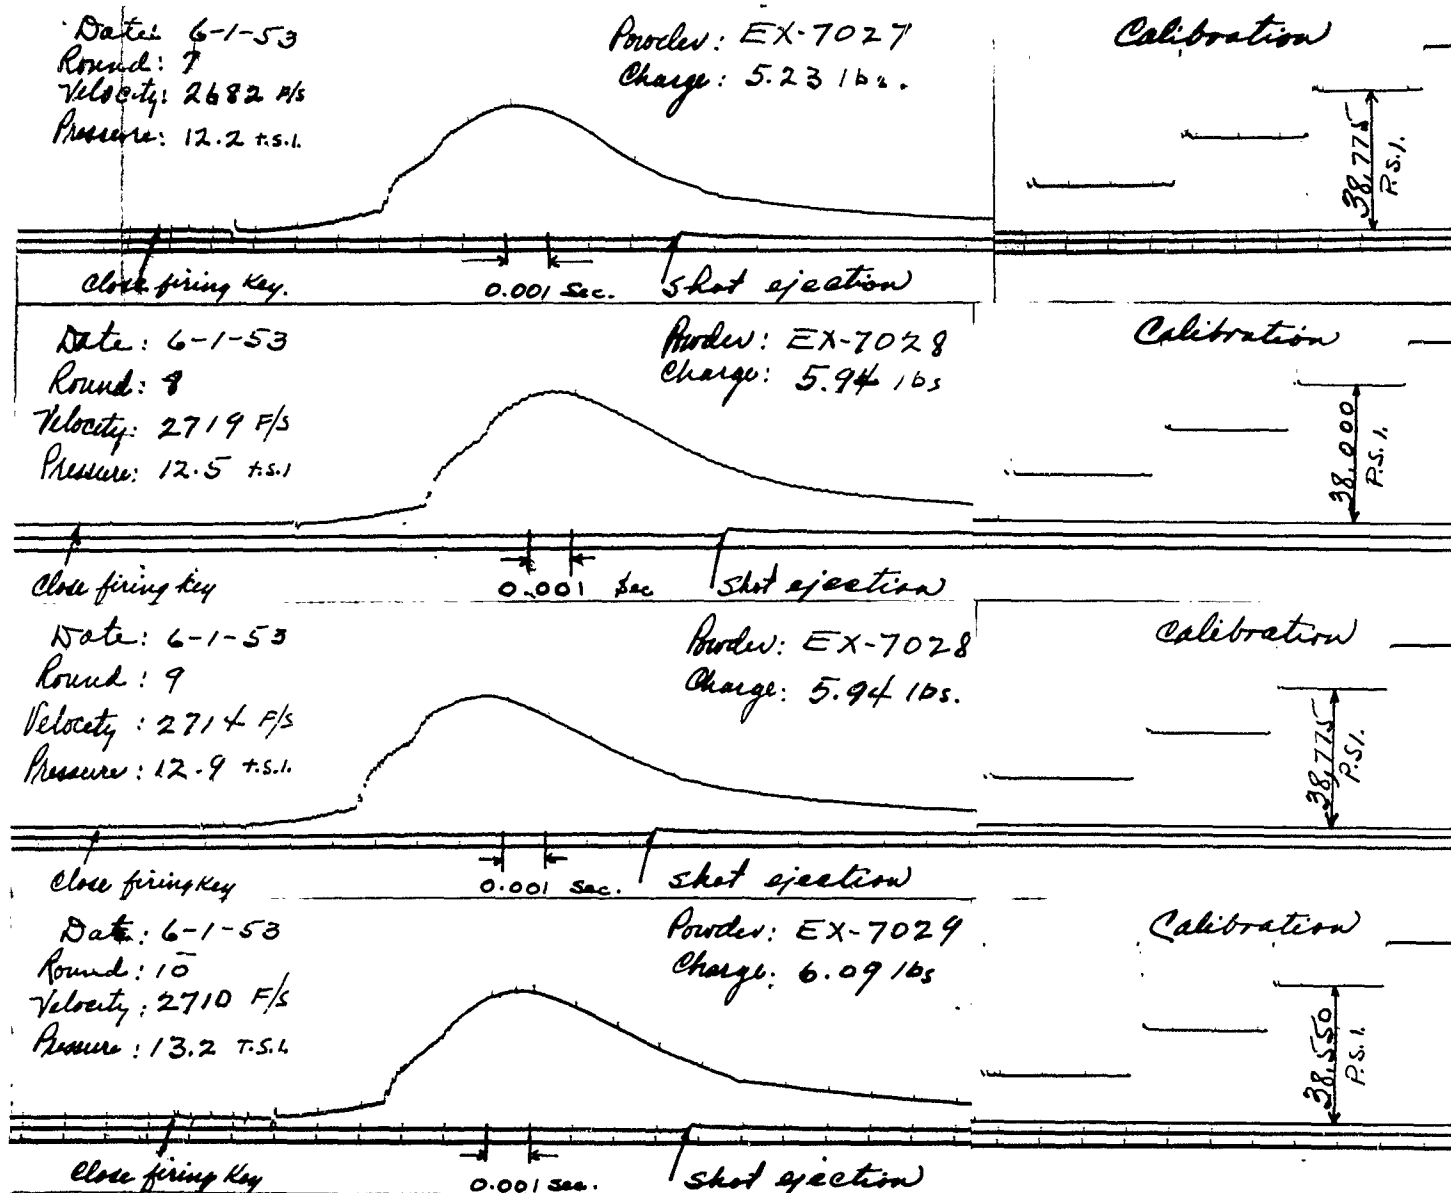 Date: 6-1-53
Round: 7
Velocity: 2682 F/S
Pressure: 12.2 T.S.I.
Powder: EX-7027
Charge: 5.23 lbs.
Calibration
38,775
P.S.I.
Close firing Key.
0.001 Sec.
Shot ejection
Date: 6-1-53
Round: 8
Velocity: 2719 F/S
Pressure: 12.5 T.S.I
Powder: EX-7028
Charge: 5.94 lbs
Calibration
38,000
P.S.I.
Close firing key
0.001 Sec
Shot ejection
Date: 6-1-53
Round: 9
Velocity: 2714 F/S
Pressure: 12.9 T.S.I.
Powder: EX-7028
Charge: 5.94 lbs.
Calibration
38,775
P.S.I.
Close firing Key
0.001 Sec.
Shot ejection
Date: 6-1-53
Round: 10
Velocity: 2710 F/S
Pressure: 13.2 T.S.I.
Powder: EX-7029
Charge: 6.09 lbs
Calibration
38,550
P.S.I.
Close firing Key
0.001 Sec.
Shot ejection